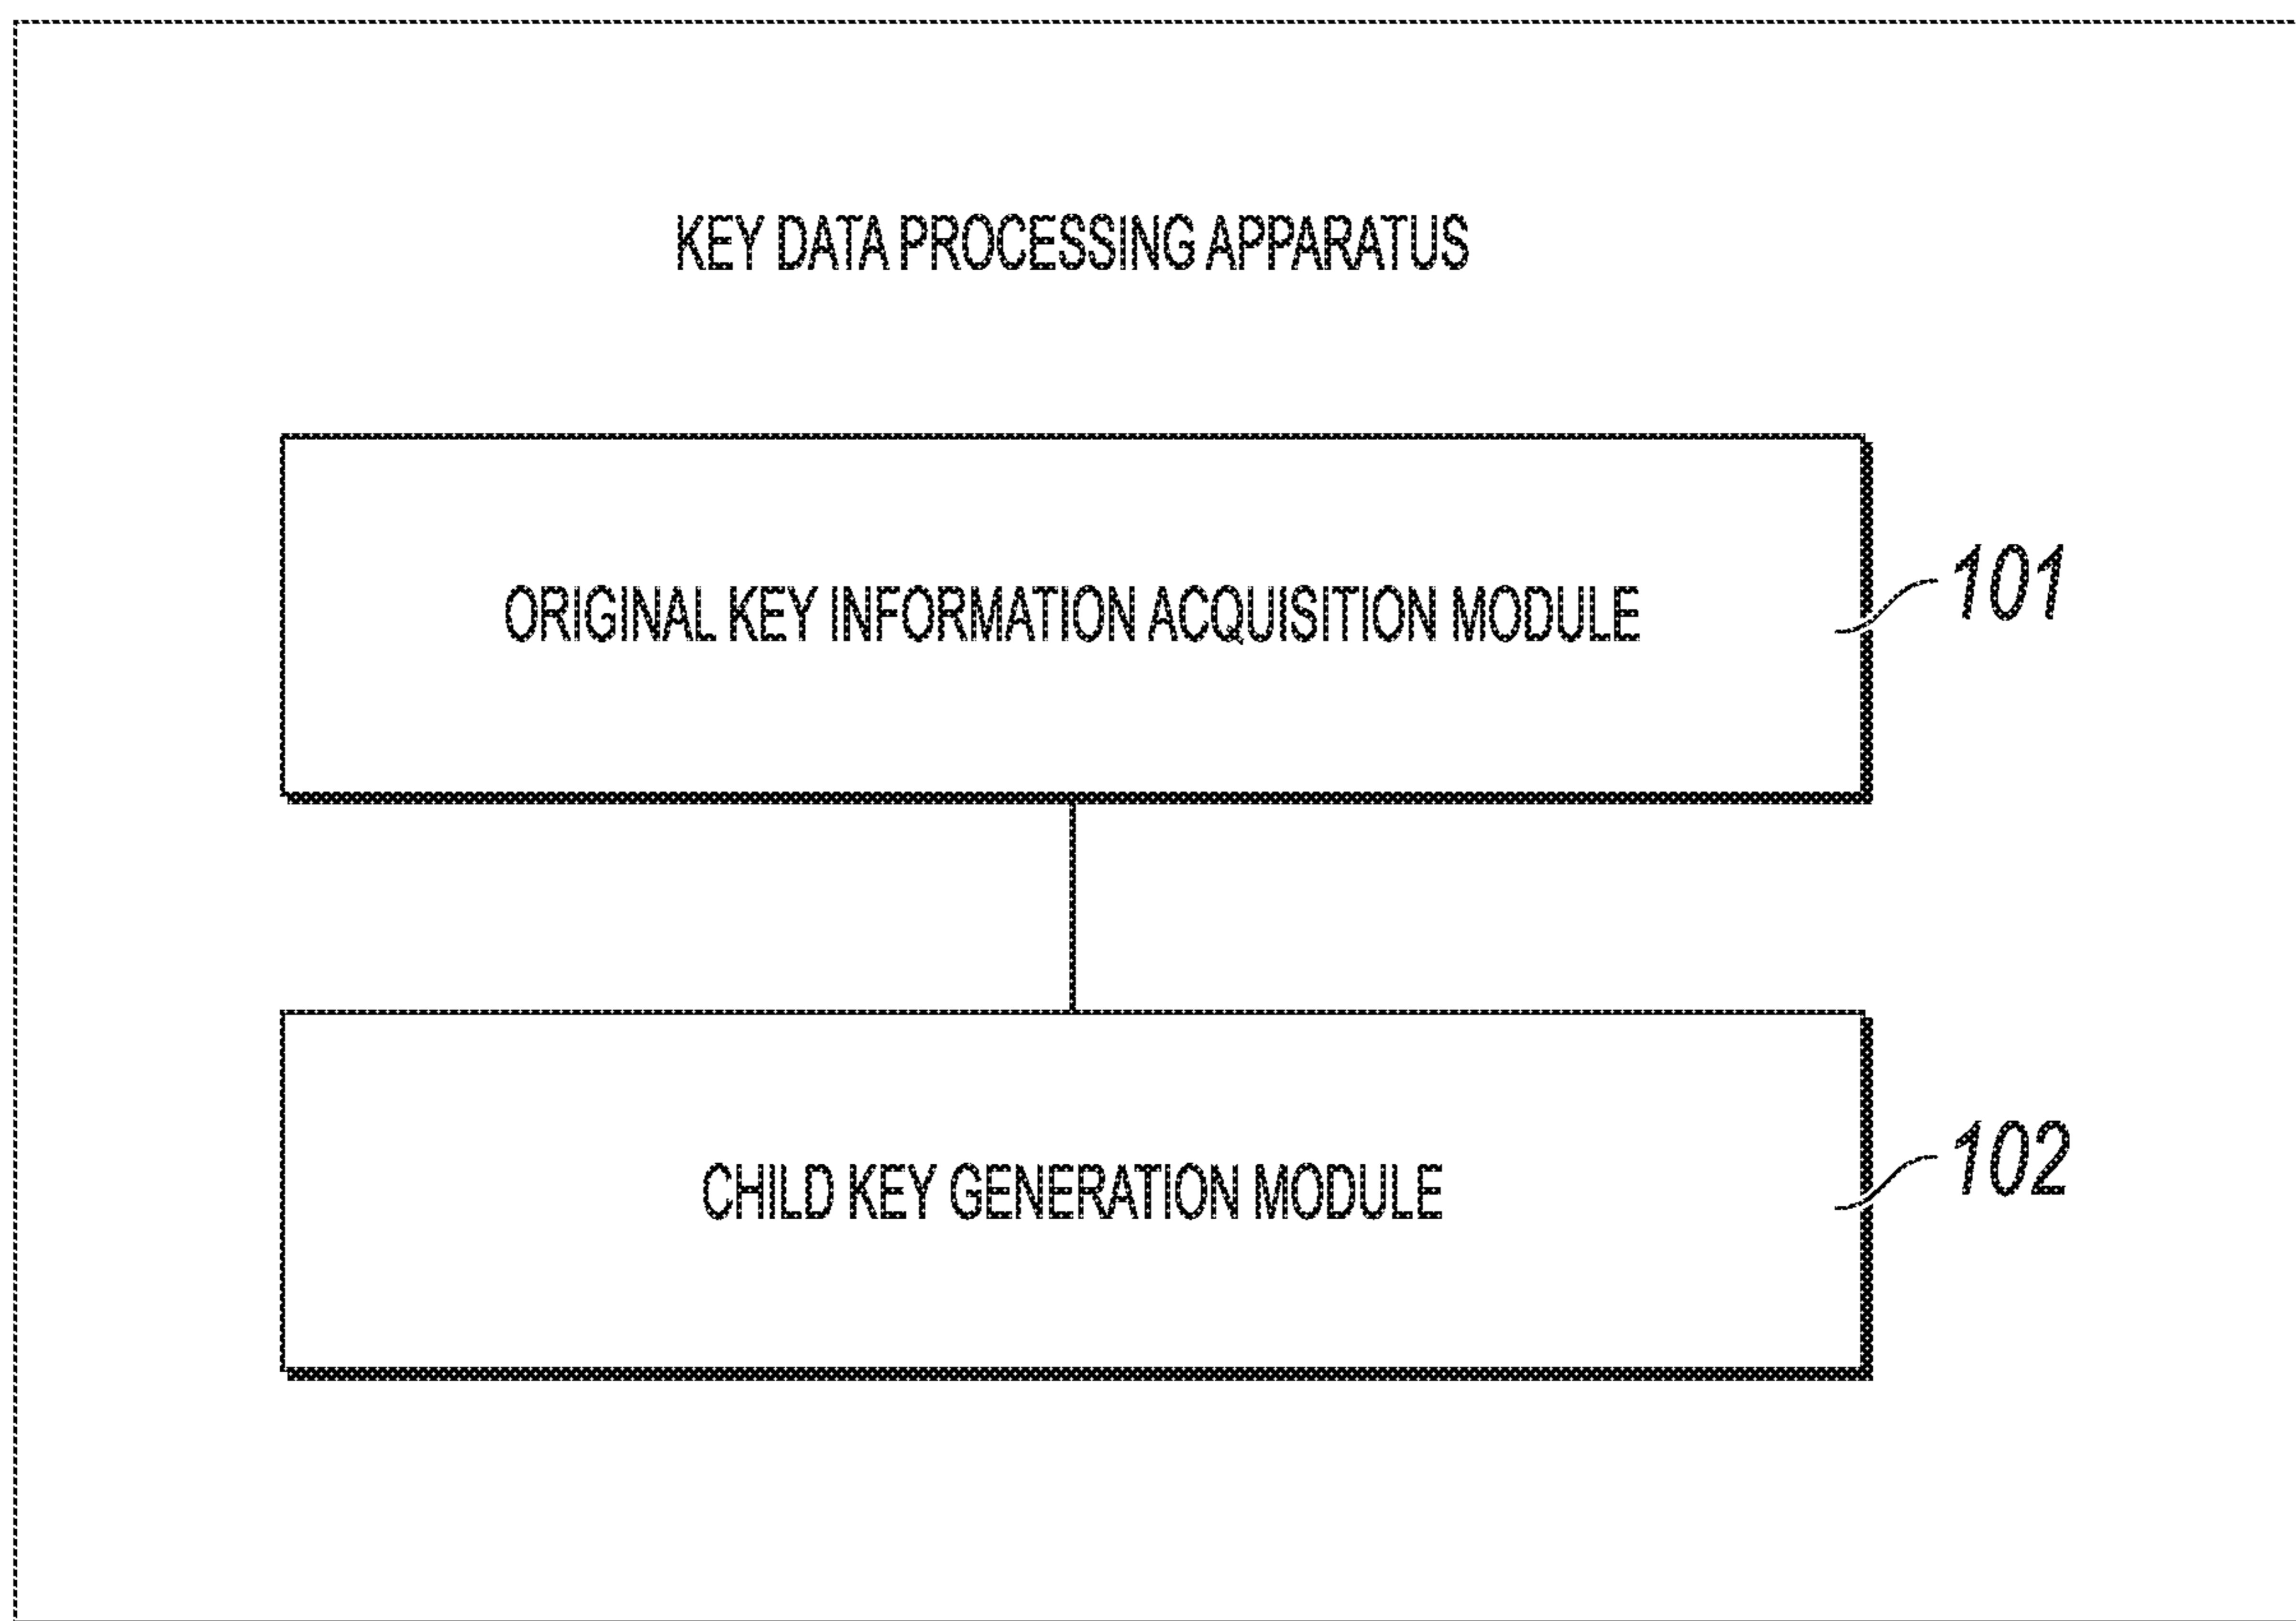 KEY DATA PROCESSING APPARATUS
ORIGINAL KEY INFORMATION ACQUISITION MODULE
101
CHILD KEY GENERATION MODULE
102